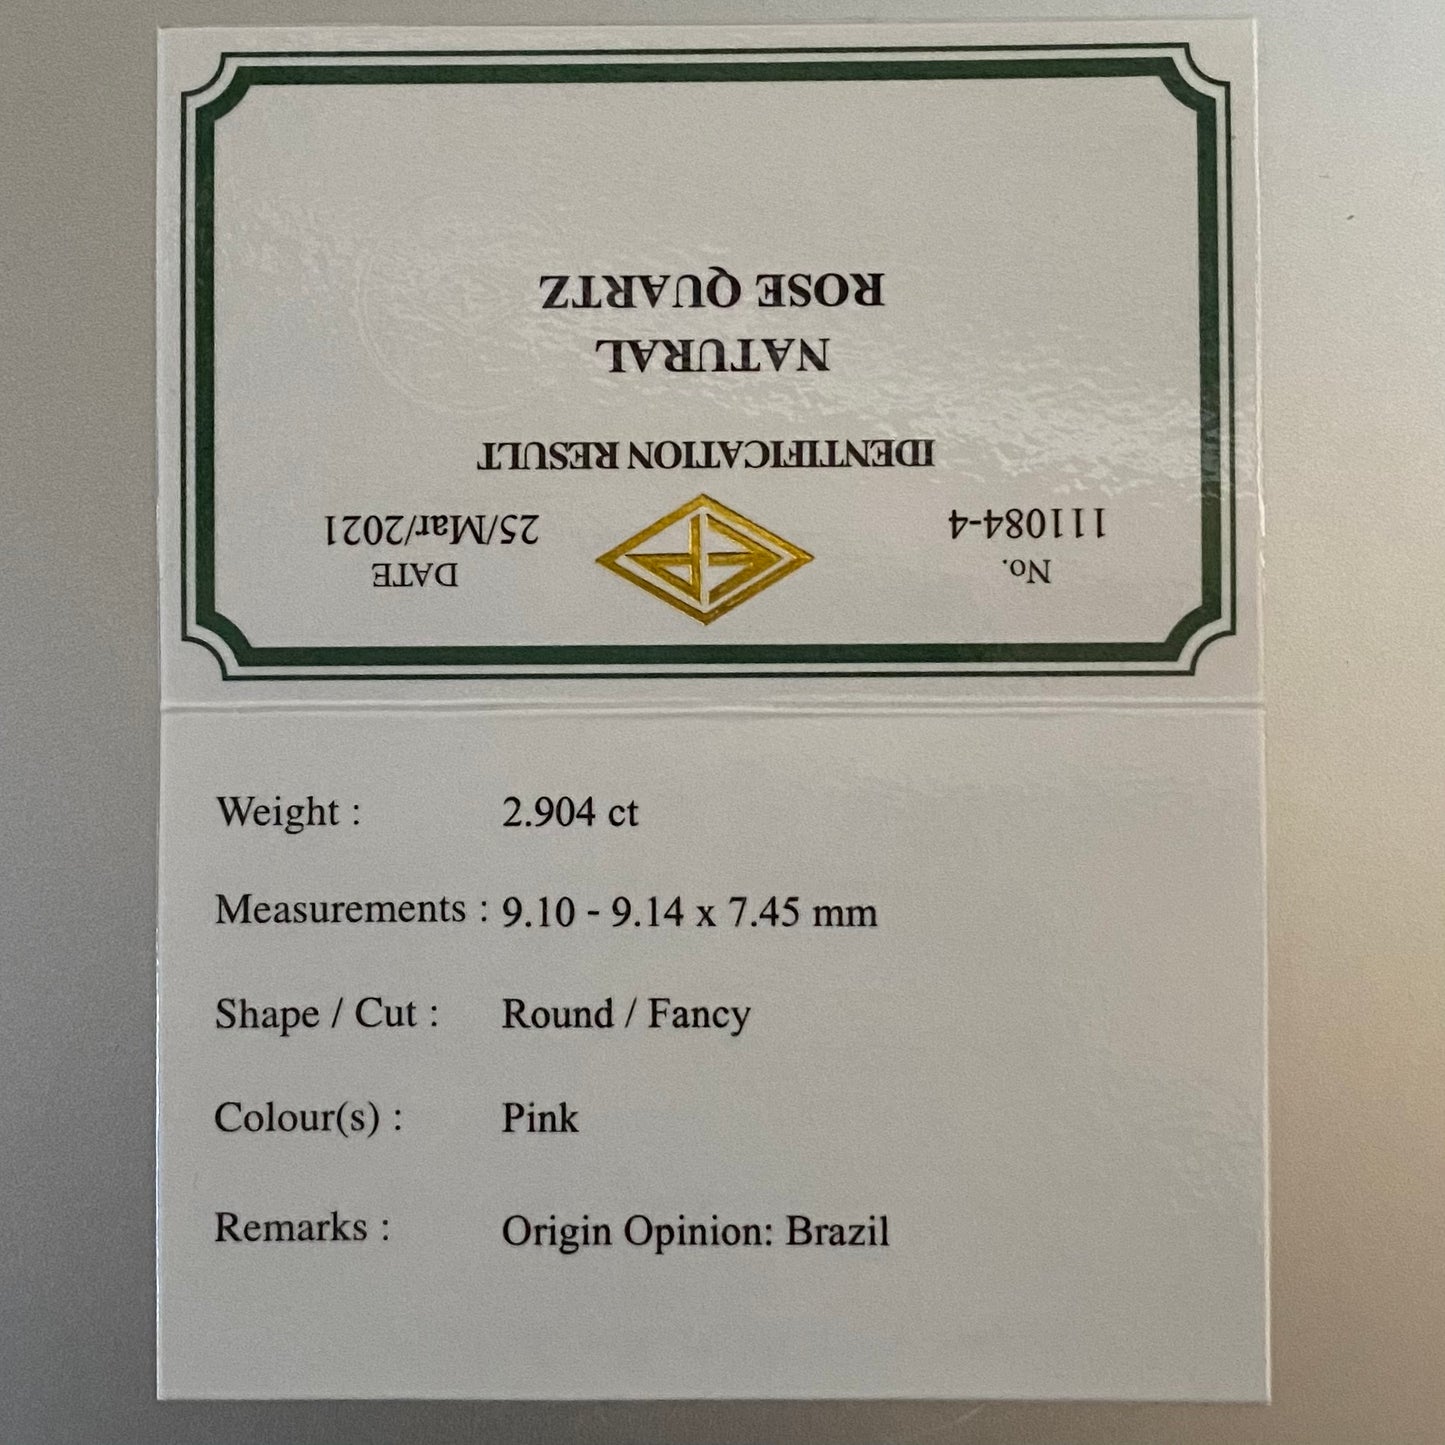 No.
111084-4
DATE
25/Mar/2021
IDENTIFICATION RESULT
NATURAL
ROSE QUARTZ
Weight : 2.904 ct
Measurements : 9.10 - 9.14 x 7.45 mm
Shape / Cut : Round / Fancy
Colour(s) : Pink
Remarks : Origin Opinion: Brazil